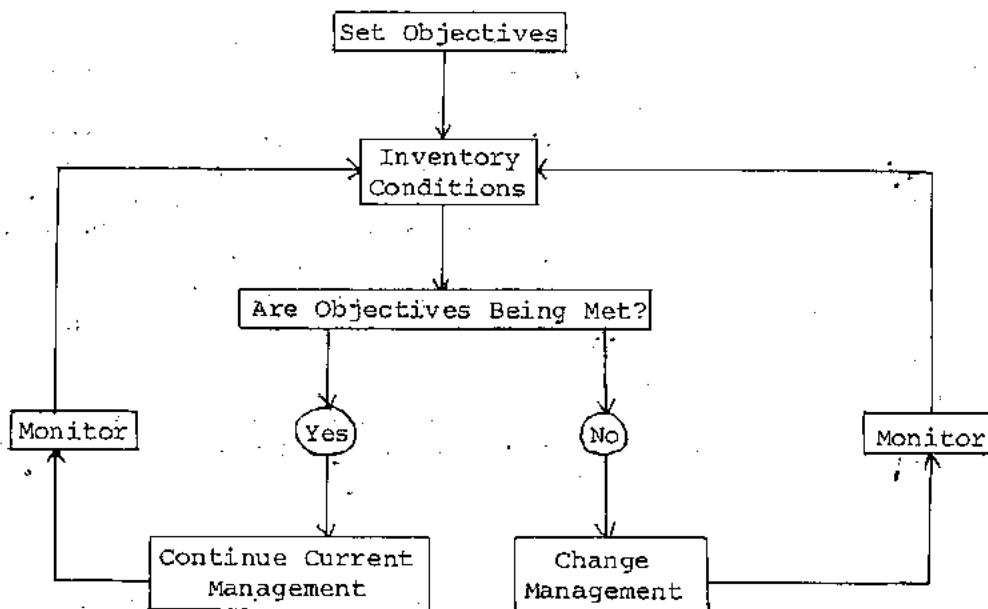 Set Objectives
Inventory
Conditions
Are Objectives Being Met?
Yes
No
Monitor
Monitor
Continue Current
Management
Change
Management